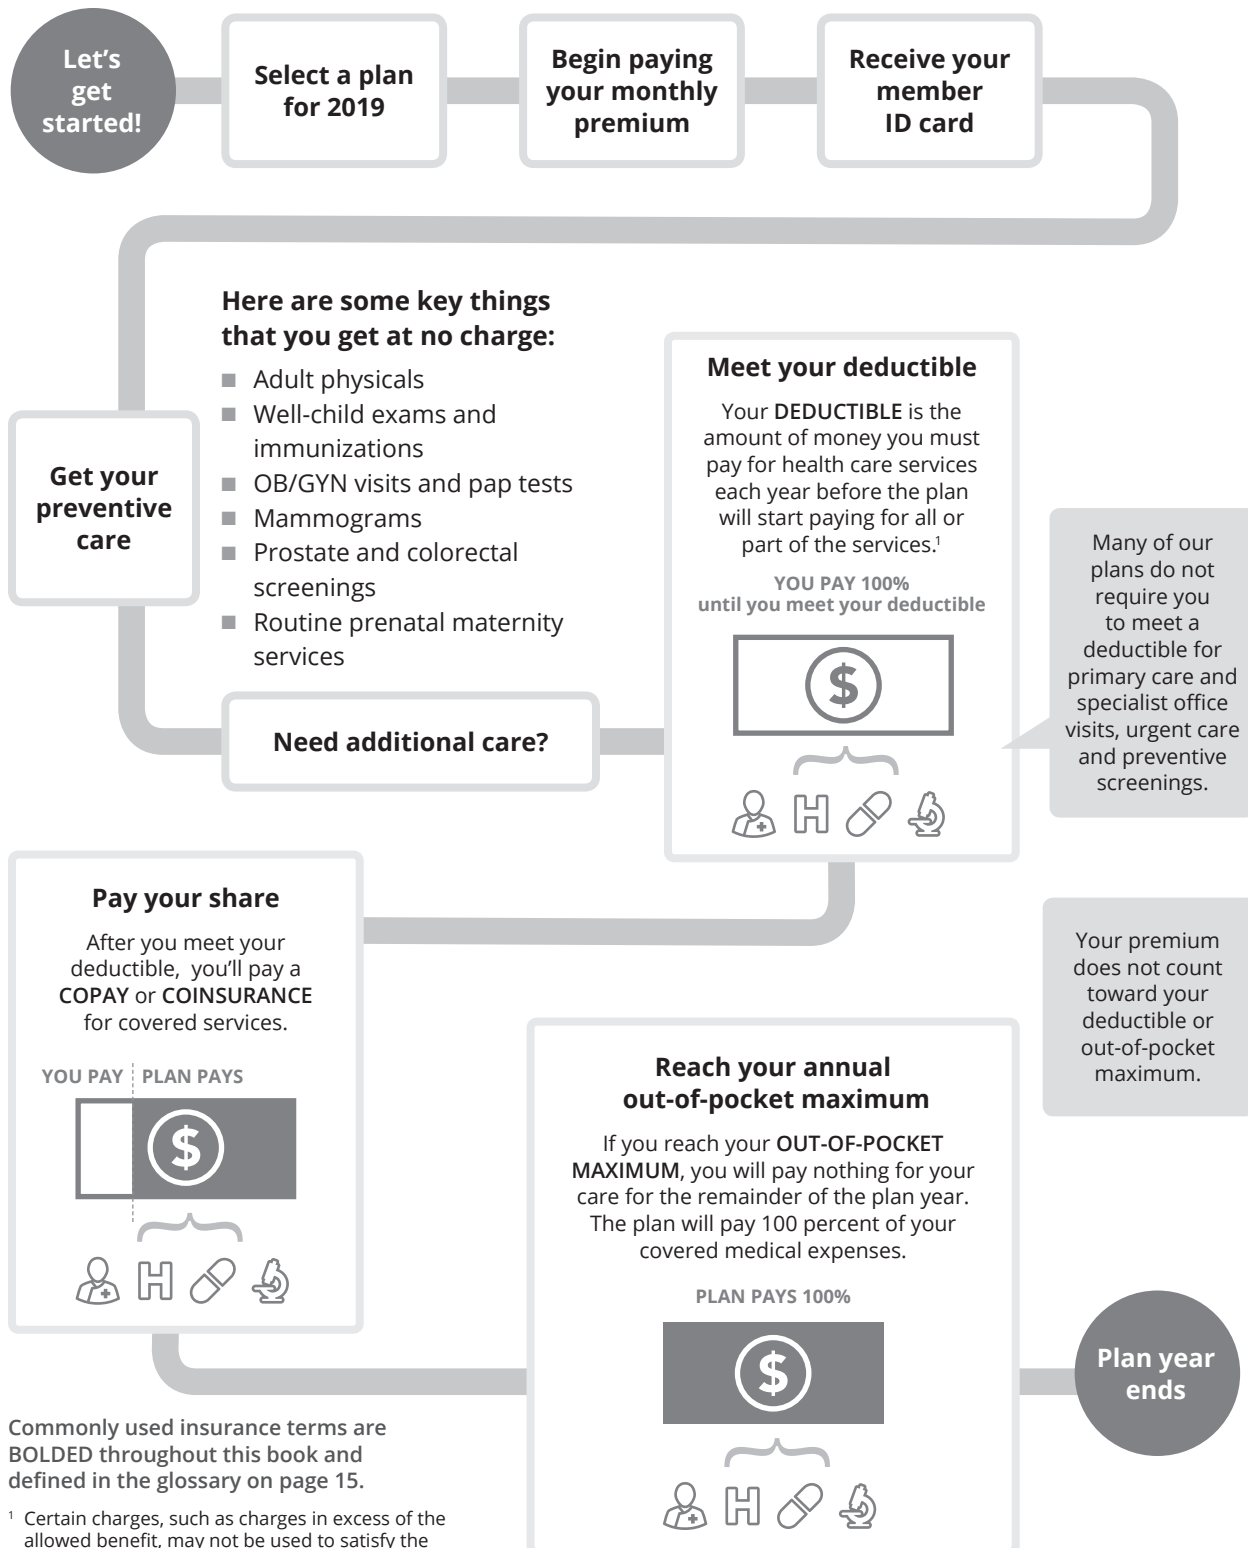 Let's
get
started!
Select a plan
for 2019
Begin paying
your monthly
premium
Receive your
member
ID card
Get your
preventive
care
Here are some key things
that you get at no charge:
■ Adult physicals
■ Well-child exams and
immunizations
■ OB/GYN visits and pap tests
■ Mammograms
■ Prostate and colorectal
screenings
■ Routine prenatal maternity
services
Need additional care?
Meet your deductible
Your DEDUCTIBLE is the
amount of money you must
pay for health care services
each year before the plan
will start paying for all or
part of the services.¹
YOU PAY 100%
until you meet your deductible
$
H
Many of our
plans do not
require you
to meet a
deductible for
primary care and
specialist office
visits, urgent care
and preventive
screenings.
Pay your share
After you meet your
deductible, you'll pay a
COPAY or COINSURANCE
for covered services.
YOU PAY PLAN PAYS
$
H
Your premium
does not count
toward your
deductible or
out-of-pocket
maximum.
Reach your annual
out-of-pocket maximum
If you reach your OUT-OF-POCKET
MAXIMUM, you will pay nothing for your
care for the remainder of the plan year.
The plan will pay 100 percent of your
covered medical expenses.
PLAN PAYS 100%
$
H
Plan year
ends
Commonly used insurance terms are
BOLDED throughout this book and
defined in the glossary on page 15.
¹ Certain charges, such as charges in excess of the
allowed benefit, may not be used to satisfy the